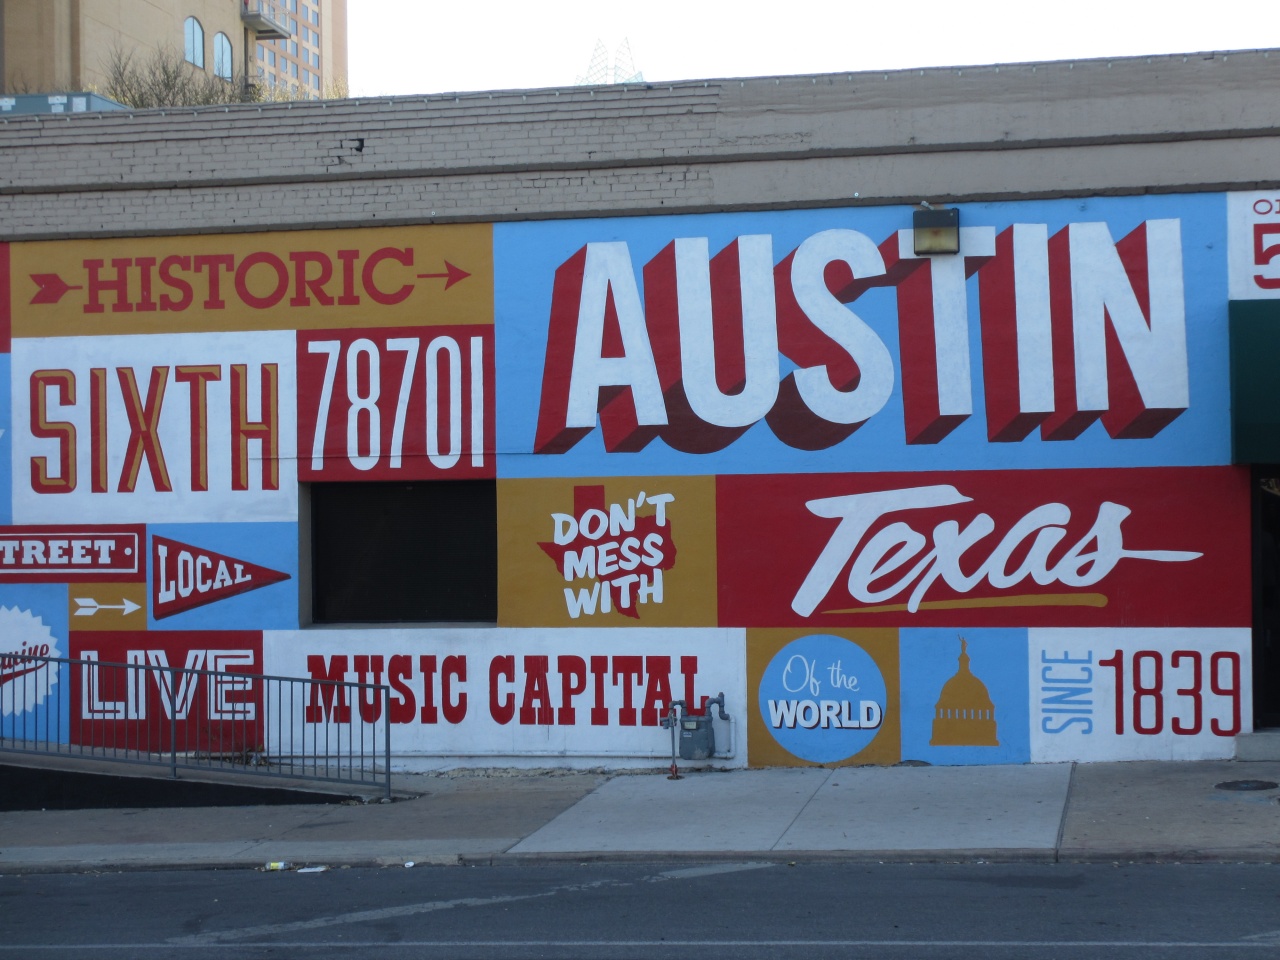 HISTORIC
SIXTH
78701
AUSTIN
TREET
LOCAL
DON'T
MESS
WITH
Texas
LIVE
MUSIC CAPITAL
Of the
WORLD
SINCE
1839